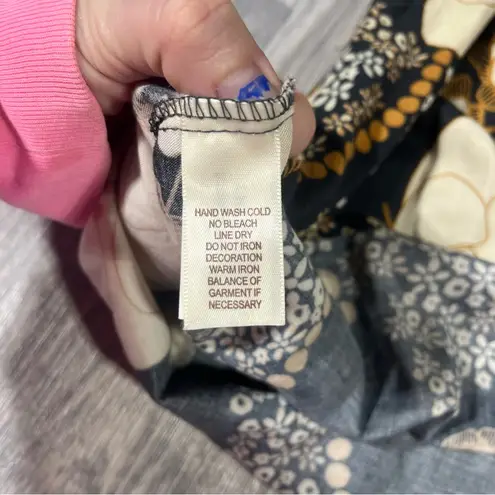 HAND WASH COLD
NO BLEACH
LINE DRY
DO NOT IRON
DECORATION
WARM IRON
BALANCE OF
GARMENT IF
NECESSARY